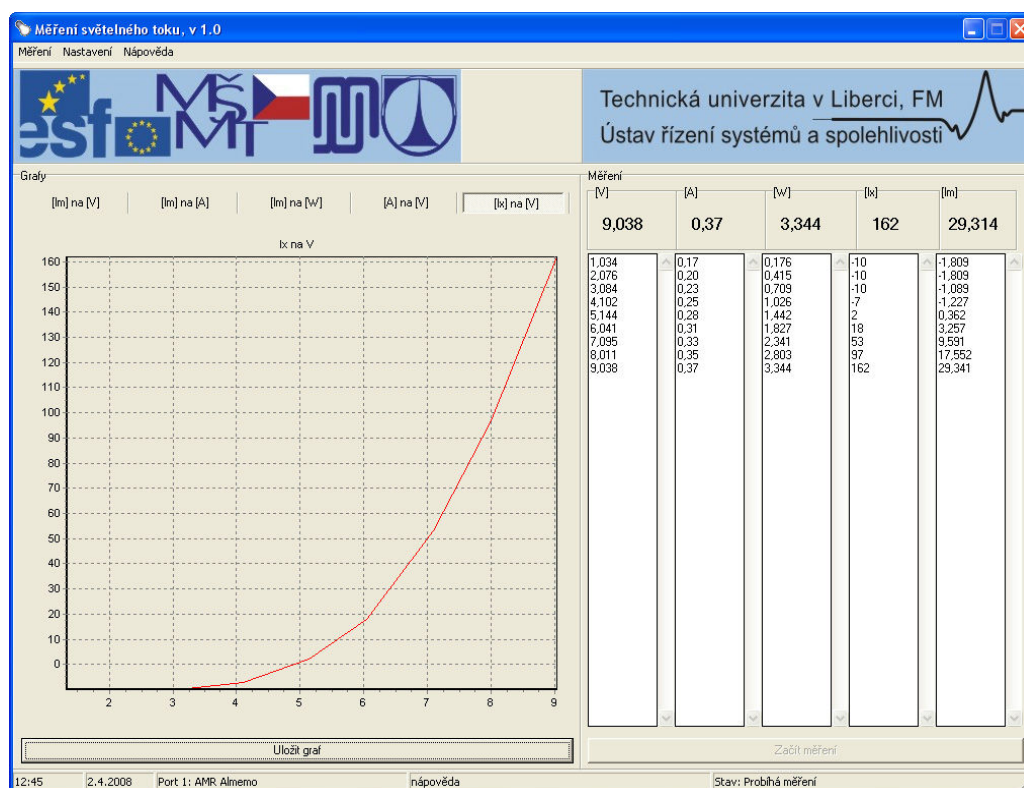 Měření světelného toku, v 1.0
Měření Nastavení Nápověda
esf
MŠMT
Technická univerzita v Liberci, FM
Ústav řízení systémů a spolehlivosti
Grafy
[lm] na [V] [lm] na [A] [lm] na [W] [A] na [V] [lx] na [V]
lx na V
160
150
140
130
120
110
100
90
80
70
60
50
40
30
20
10
0
2 3 4 5 6 7 8 9
Uložit graf
Měření
[V] [A] [W] [lx] [lm]
9,038 0,37 3,344 162 29,314
1,034 0,17 0,176 -10 -1,809
2,076 0,20 0,415 -10 -1,809
3,084 0,23 0,709 -10 -1,089
4,102 0,25 1,026 -7 -1,227
5,144 0,28 1,442 2 0,362
6,041 0,31 1,827 18 3,257
7,095 0,33 2,341 53 9,591
8,011 0,35 2,803 97 17,552
9,038 0,37 3,344 162 29,341
Začít měření
12:45 2.4.2008 Port 1: AMR Almemo nápověda Stav: Probíhá měření